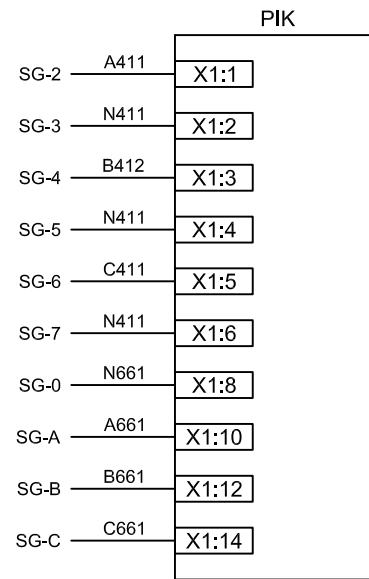 PIK
SG-2 A411 X1:1
SG-3 N411 X1:2
SG-4 B412 X1:3
SG-5 N411 X1:4
SG-6 C411 X1:5
SG-7 N411 X1:6
SG-0 N661 X1:8
SG-A A661 X1:10
SG-B B661 X1:12
SG-C C661 X1:14